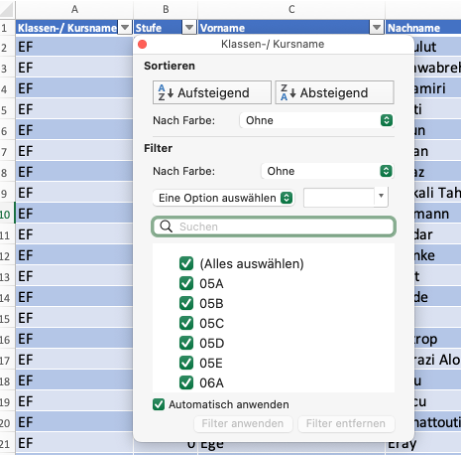 A B C
1 Klassen-/ Kursname Stufe Vorname Nachname
Klassen-/ Kursname
Sortieren
A Z Aufsteigend Z A Absteigend
Nach Farbe: Ohne
Filter
Nach Farbe: Ohne
Eine Option auswählen
Suchen
(Alles auswählen)
05A
05B
05C
05D
05E
06A
Automatisch anwenden
Filter anwenden Filter entfernen
2 EF ulut
3 EF
4 EF amiri
5 EF ti
6 EF un
7 EF an
8 EF az
9 EF kali Tah
10 EF mann
11 EF dar
12 EF nke
13 EF t
14 EF de
15 EF
16 EF trop
17 EF razi Alo
18 EF u
19 EF cu
20 EF nattouti
21 EF 0 Ege Eray